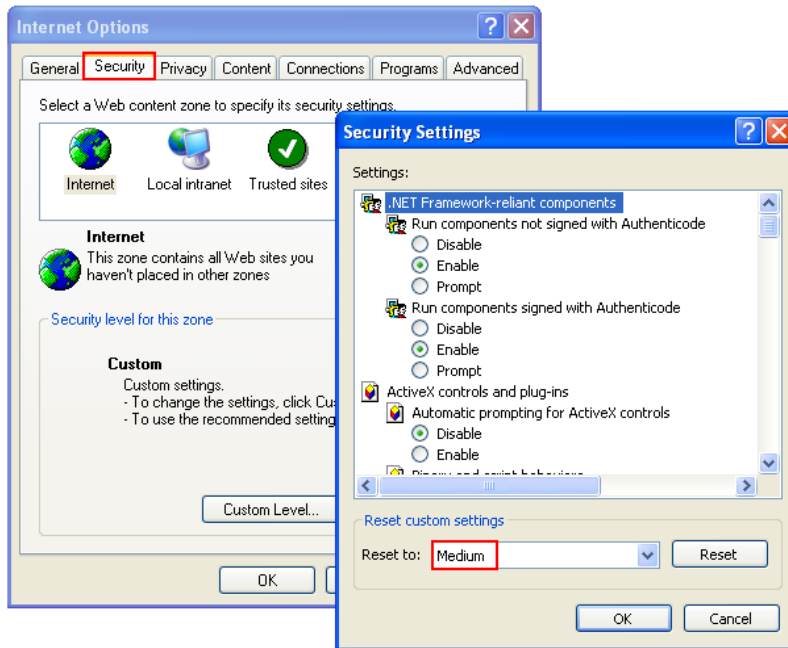 Internet Options
General Security Privacy Content Connections Programs Advanced
Select a Web content zone to specify its security settings.
Internet Local intranet Trusted sites
Internet
This zone contains all Web sites you
haven't placed in other zones
Security level for this zone
Custom
Custom settings.
- To change the settings, click
- To use the recommended
Custom Level...
OK
Security Settings
Settings:
.NET Framework-reliant components
Run components not signed with Authenticode
Disable
Enable
Prompt
Run components signed with Authenticode
Disable
Enable
Prompt
ActiveX controls and plug-ins
Automatic prompting for ActiveX controls
Disable
Enable
Reset custom settings
Reset to: Medium Reset
OK Cancel